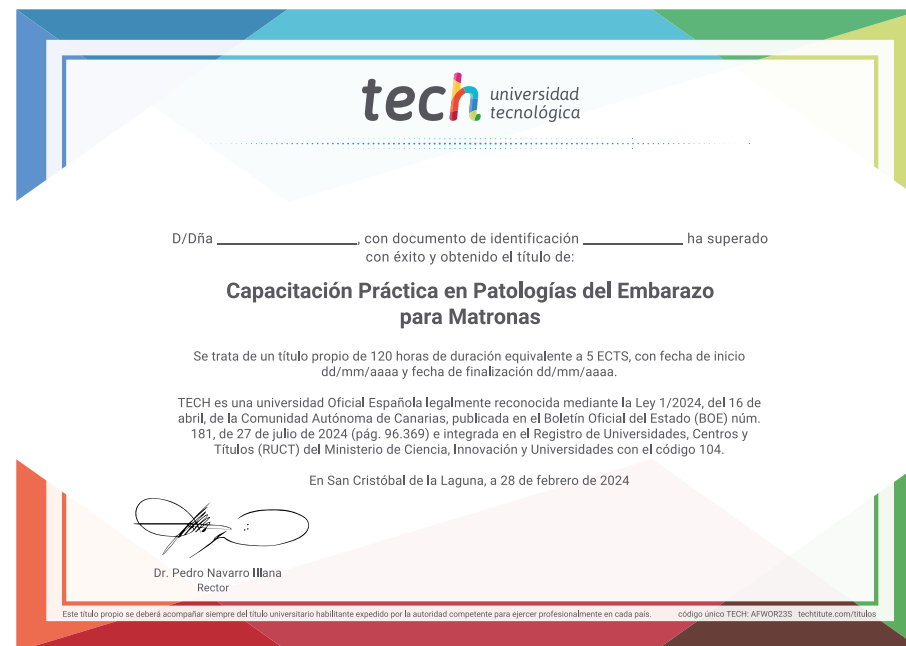 tech universidad
tecnológica
D/Dña ____________________, con documento de identificación ______________ ha superado
con éxito y obtenido el título de:
Capacitación Práctica en Patologías del Embarazo
para Matronas
Se trata de un título propio de 120 horas de duración equivalente a 5 ECTS, con fecha de inicio
dd/mm/aaaa y fecha de finalización dd/mm/aaaa.
TECH es una universidad Oficial Española legalmente reconocida mediante la Ley 1/2024, del 16 de
abril, de la Comunidad Autónoma de Canarias, publicada en el Boletín Oficial del Estado (BOE) núm.
181, de 27 de julio de 2024 (pág. 96.369) e integrada en el Registro de Universidades, Centros y
Títulos (RUCT) del Ministerio de Ciencia, Innovación y Universidades con el código 104.
En San Cristóbal de la Laguna, a 28 de febrero de 2024
Dr. Pedro Navarro Illana
Rector
Este título propio se deberá acompañar siempre del título universitario habilitante expedido por la autoridad competente para ejercer profesionalmente en cada país. código único TECH: AFWOR23S techtitute.com/titulos